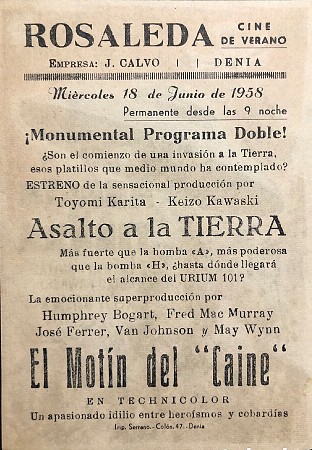 ROSALEDA CINE DE VERANO
EMPRESA: J. CALVO | | DENIA
Miércoles 18 de Junio de 1958
Permanente desde las 9 noche
¡Monumental Programa Doble!
¿Son el comienzo de una invasión a la Tierra,
esos platillos que medio mundo ha contemplado?
ESTRENO de la sensacional producción por
Toyomi Karita - Keizo Kawaski
Asalto a la TIERRA
Más fuerte que la bomba «A», más poderosa
que la bomba «H», ¿hasta dónde llegará
el alcance del URIUM 101?
La emocionante superproducción por
Humphrey Bogart, Fred Mac Murray
José Ferrer, Van Johnson y May Wynn
El Motín del "Caine"
EN TECHNICOLOR
Un apasionado idilio entre heroísmos y cobardías
Imp. Serrano.-Colón, 47.-Denia